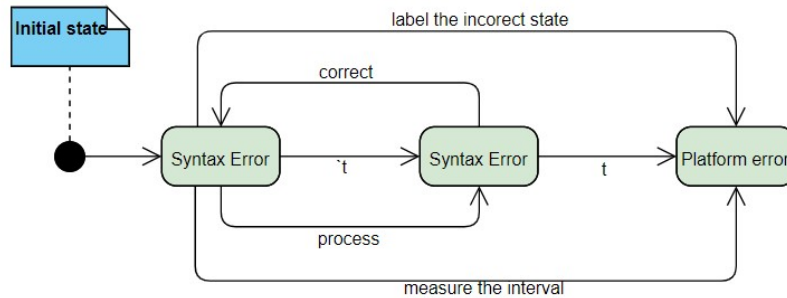 label the incorect state
Initial state
correct
Syntax Error
Syntax Error
Platform error
`t
t
process
measure the interval